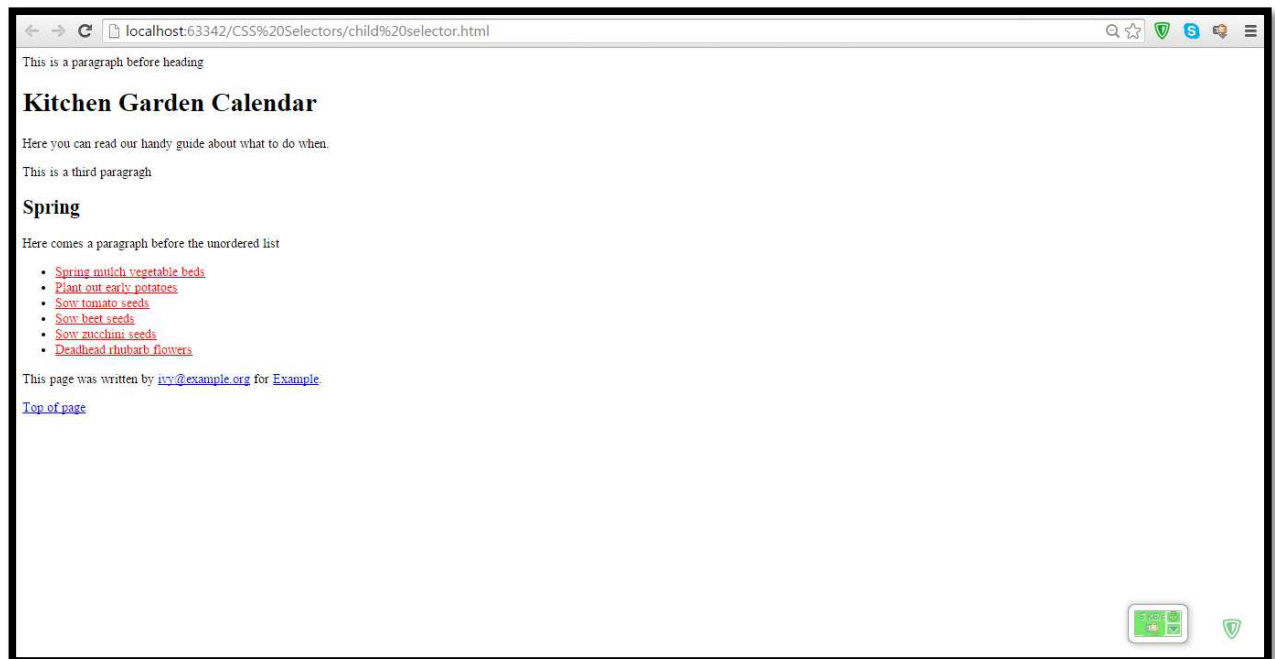 localhost:63342/CSS%20Selectors/child%20selector.html
This is a paragraph before heading
Kitchen Garden Calendar
Here you can read our handy guide about what to do when.
This is a third paragragh
Spring
Here comes a paragraph before the unordered list
• Spring mulch vegetable beds
• Plant out early potatoes
• Sow tomato seeds
• Sow beet seeds
• Sow zucchini seeds
• Deadhead rhubarb flowers
This page was written by ivy@example.org for Example.
Top of page